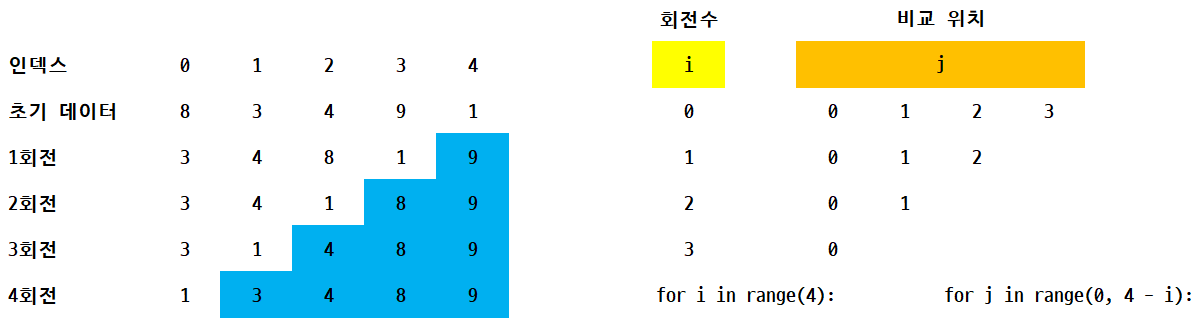 회전수 비교 위치
인덱스 0 1 2 3 4 i j
초기 데이터 8 3 4 9 1 0 0 1 2 3
1회전 3 4 8 1 9 1 0 1 2
2회전 3 4 1 8 9 2 0 1
3회전 3 1 4 8 9 3 0
4회전 1 3 4 8 9 for i in range(4): for j in range(0, 4 - i):